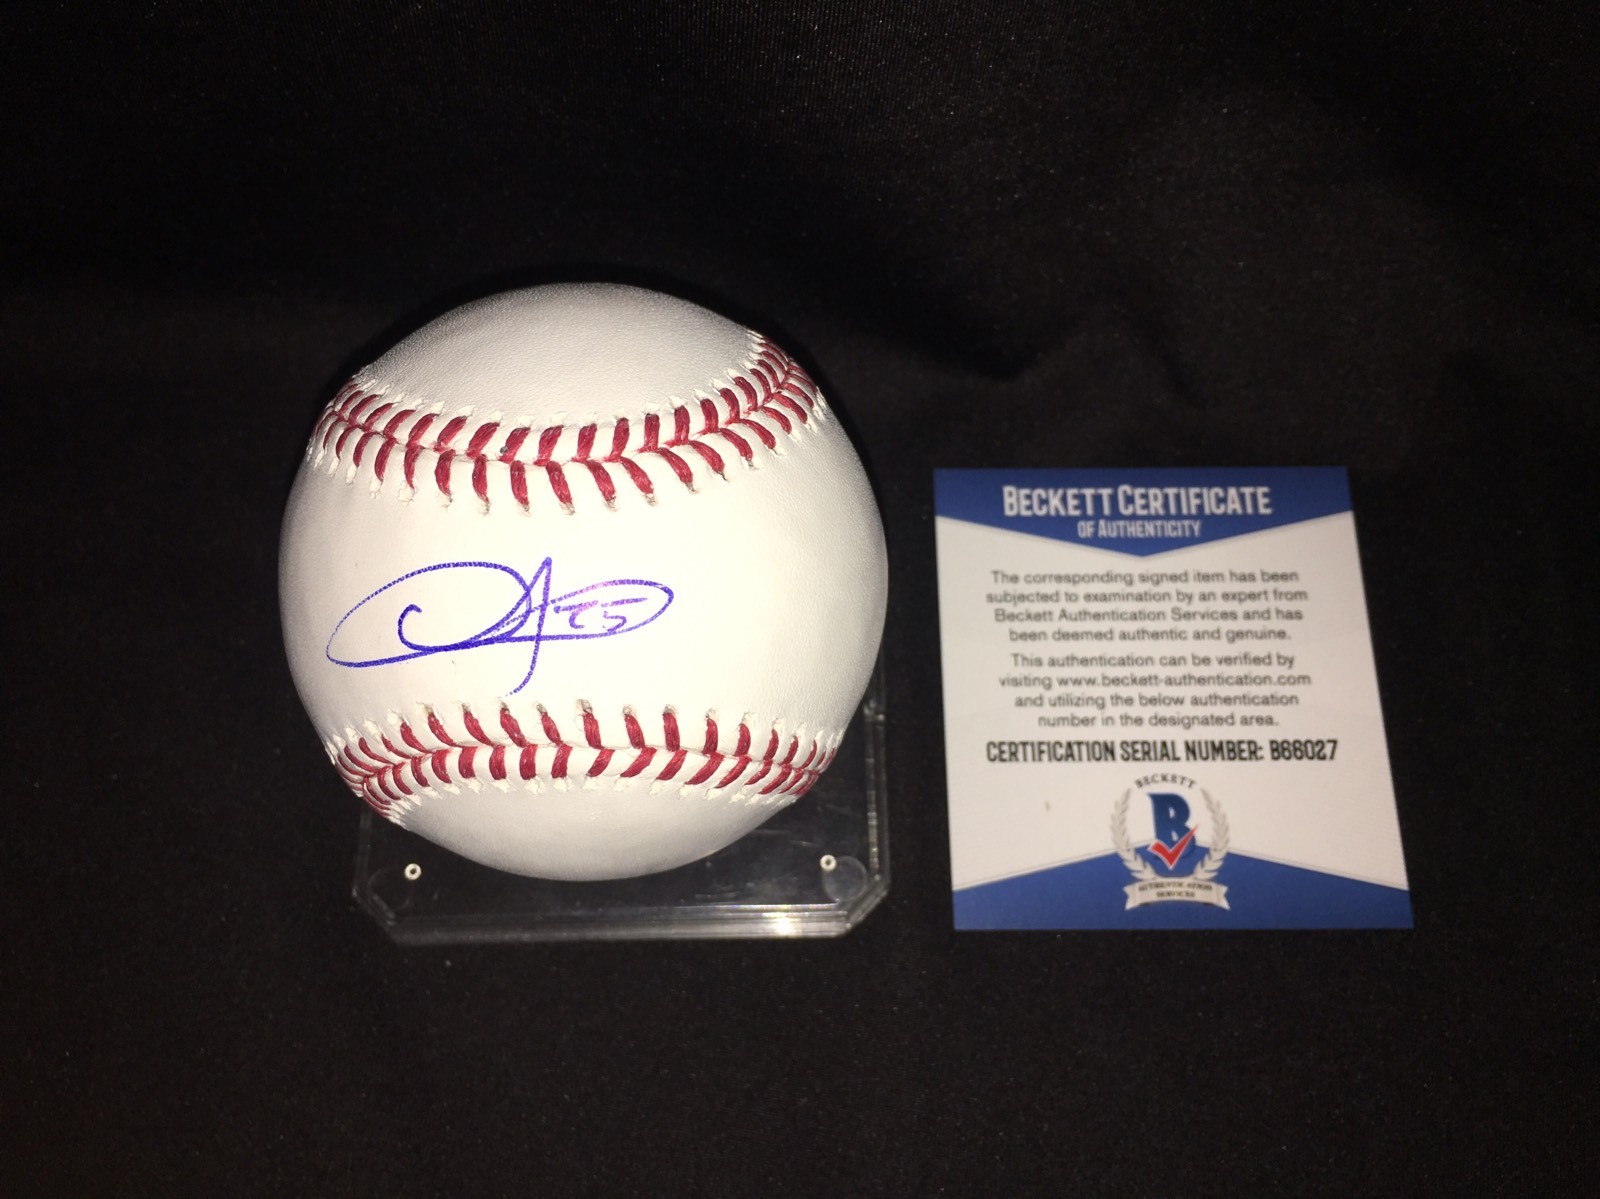 BECKETT CERTIFICATE
OF AUTHENTICITY
The corresponding signed item has been
subjected to examination by an expert from
Beckett Authentication Services and has
been deemed authentic and genuine.
This authentication can be verified by
visiting www.beckett-authentication.com
and utilizing the below authentication
number in the designated area.
CERTIFICATION SERIAL NUMBER: B66027
BECKETT
B
AUTHENTICATION
SERVICES